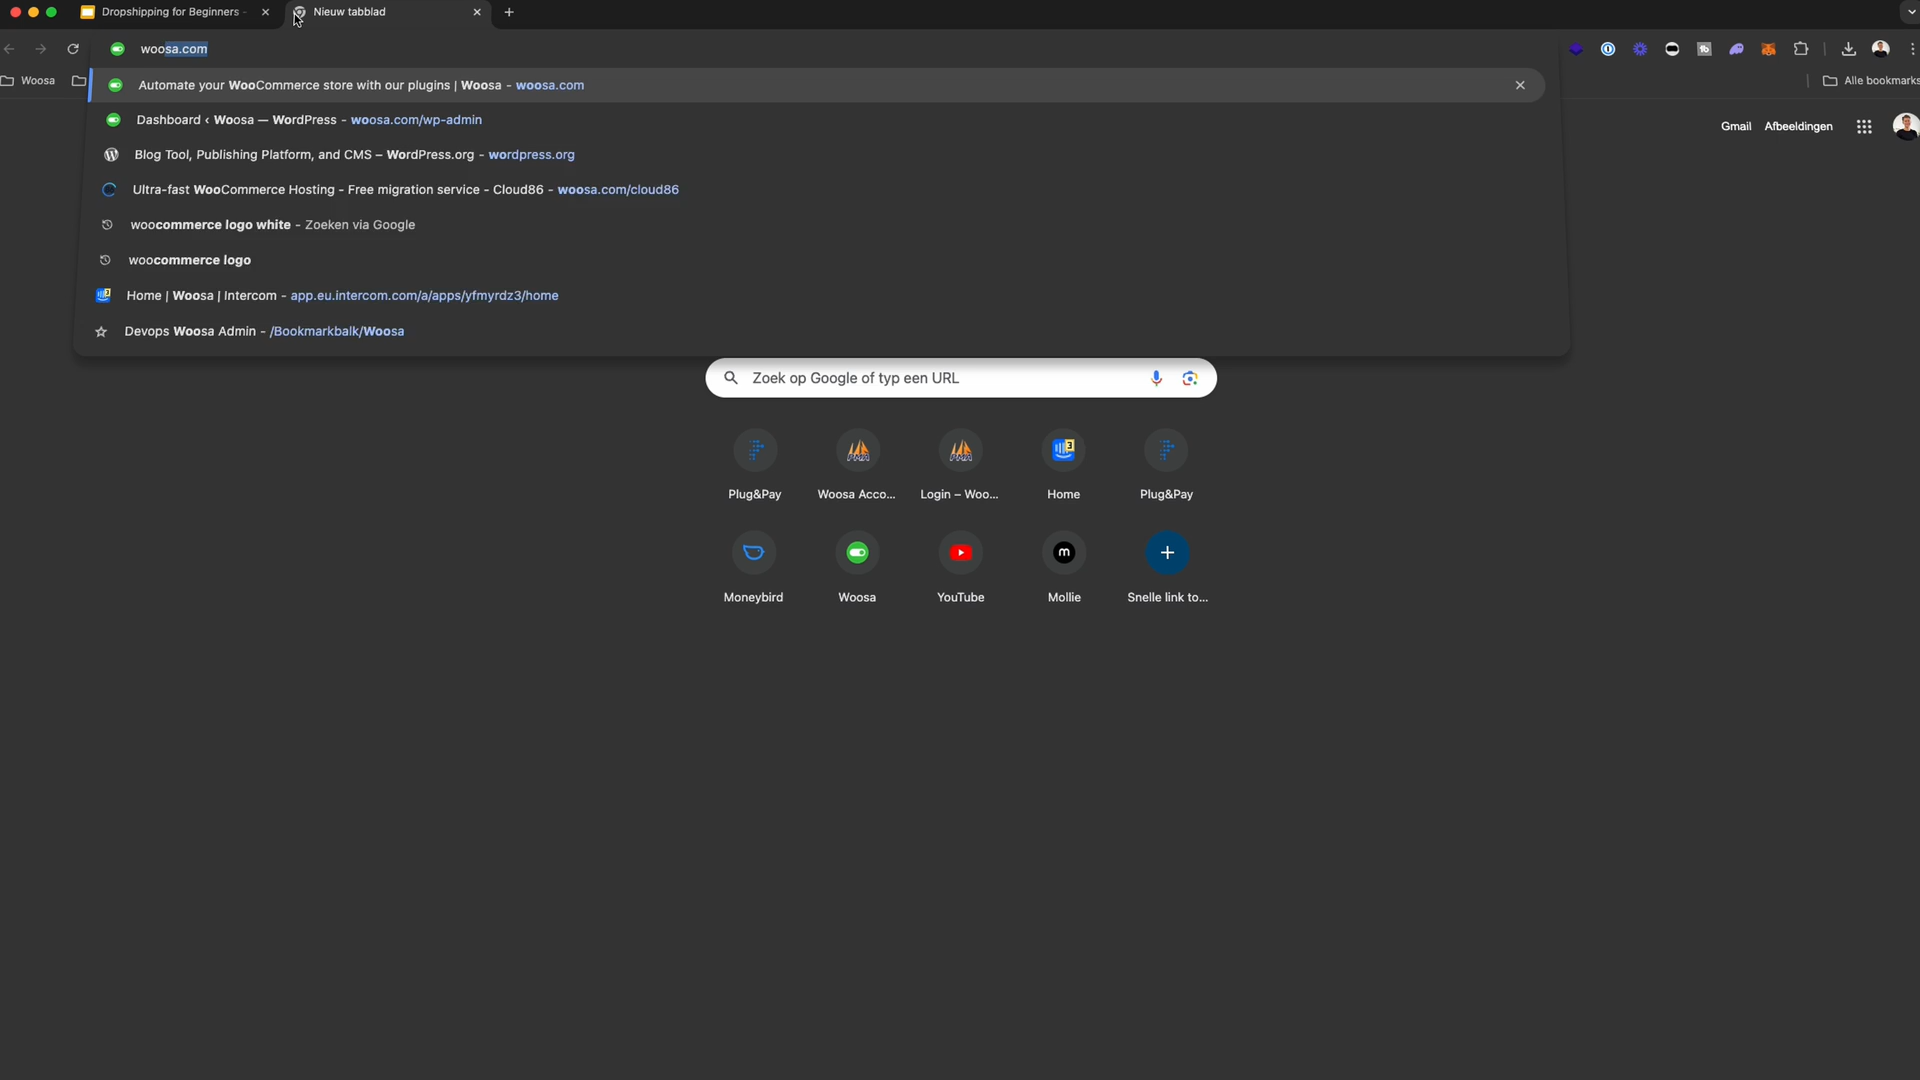 Dropshipping for Beginners -
Nieuw tabblad
woosa.com
Woosa
Alle bookmarks
Automate your WooCommerce store with our plugins | Woosa - woosa.com
Dashboard ‹ Woosa — WordPress - woosa.com/wp-admin
Blog Tool, Publishing Platform, and CMS – WordPress.org - wordpress.org
Ultra-fast WooCommerce Hosting - Free migration service - Cloud86 - woosa.com/cloud86
woocommerce logo white - Zoeken via Google
woocommerce logo
Home | Woosa | Intercom - app.eu.intercom.com/a/apps/yfmyrdz3/home
Devops Woosa Admin - /Bookmarkbalk/Woosa
Gmail Afbeeldingen
Zoek op Google of typ een URL
Plug&Pay Woosa Acco... Login – Woo... Home Plug&Pay
Moneybird Woosa YouTube Mollie Snelle link to...